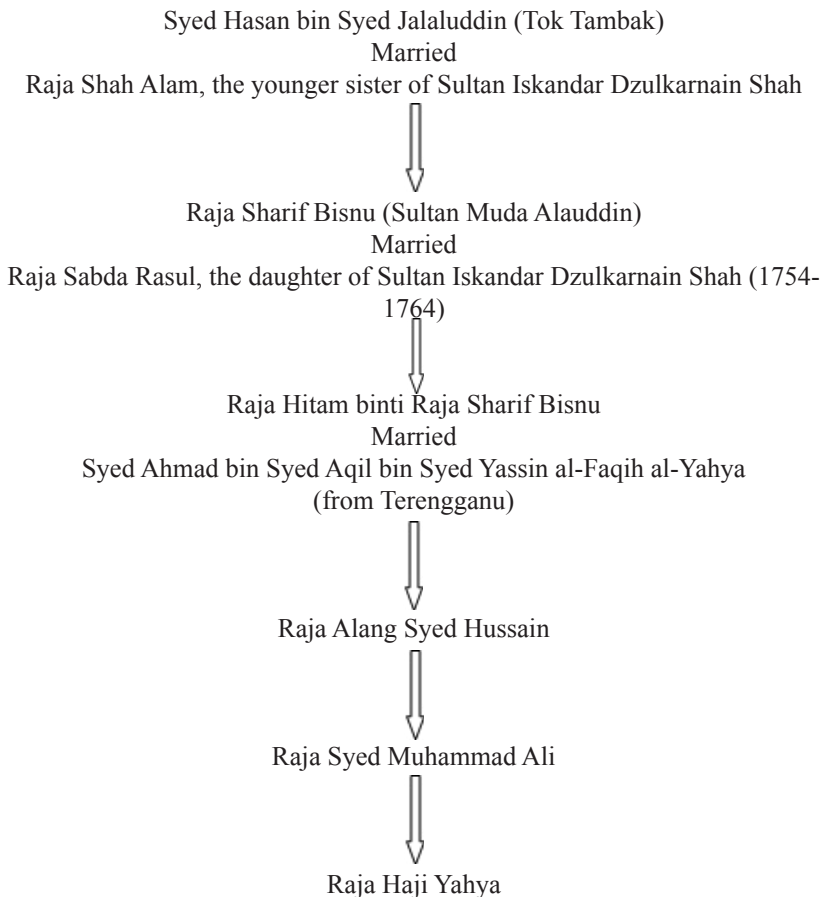 Syed Hasan bin Syed Jalaluddin (Tok Tambak)
Married
Raja Shah Alam, the younger sister of Sultan Iskandar Dzulkarnain Shah
Raja Sharif Bisnu (Sultan Muda Alauddin)
Married
Raja Sabda Rasul, the daughter of Sultan Iskandar Dzulkarnain Shah (1754-
1764)
Raja Hitam binti Raja Sharif Bisnu
Married
Syed Ahmad bin Syed Aqil bin Syed Yassin al-Faqih al-Yahya
(from Terengganu)
Raja Alang Syed Hussain
Raja Syed Muhammad Ali
Raja Haji Yahya